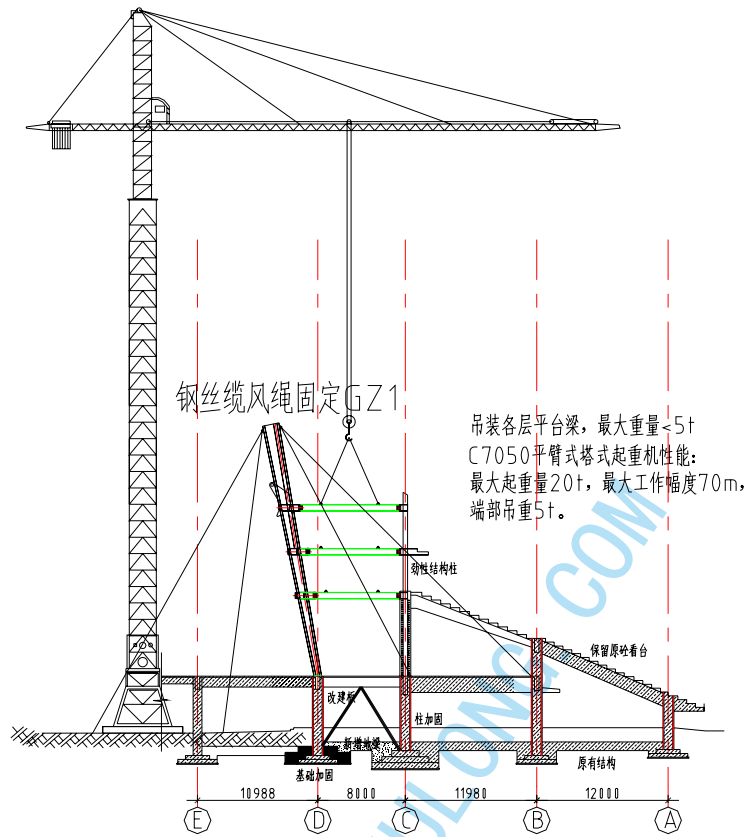 钢丝缆风绳固定GZ1
吊装各层平台梁，最大重量<5t
C7050平臂式塔式起重机性能：
最大起重量20t，最大工作幅度70m，
端部吊重5t。
劲性结构柱
保留原砼看台
改建板
柱加固
新增地梁
基础加固
原有结构
10988 8000 11980 12000
E D C B A
ULONG.COM